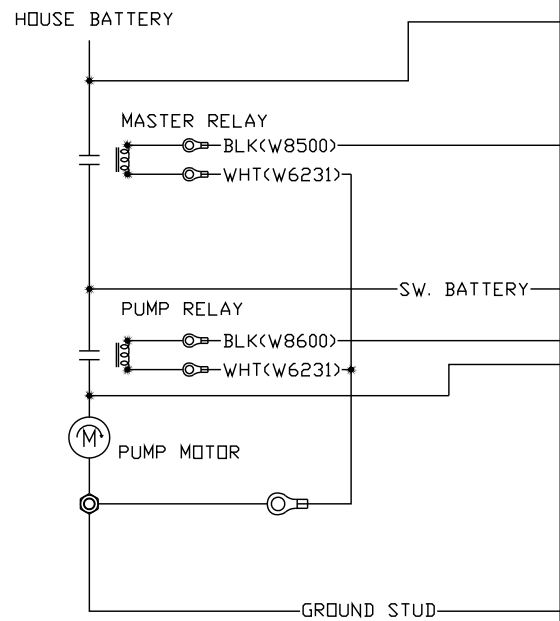 HOUSE BATTERY
MASTER RELAY
BLK(W8500)
WHT(W6231)
SW. BATTERY
PUMP RELAY
BLK(W8600)
WHT(W6231)
M
PUMP MOTOR
GROUND STUD